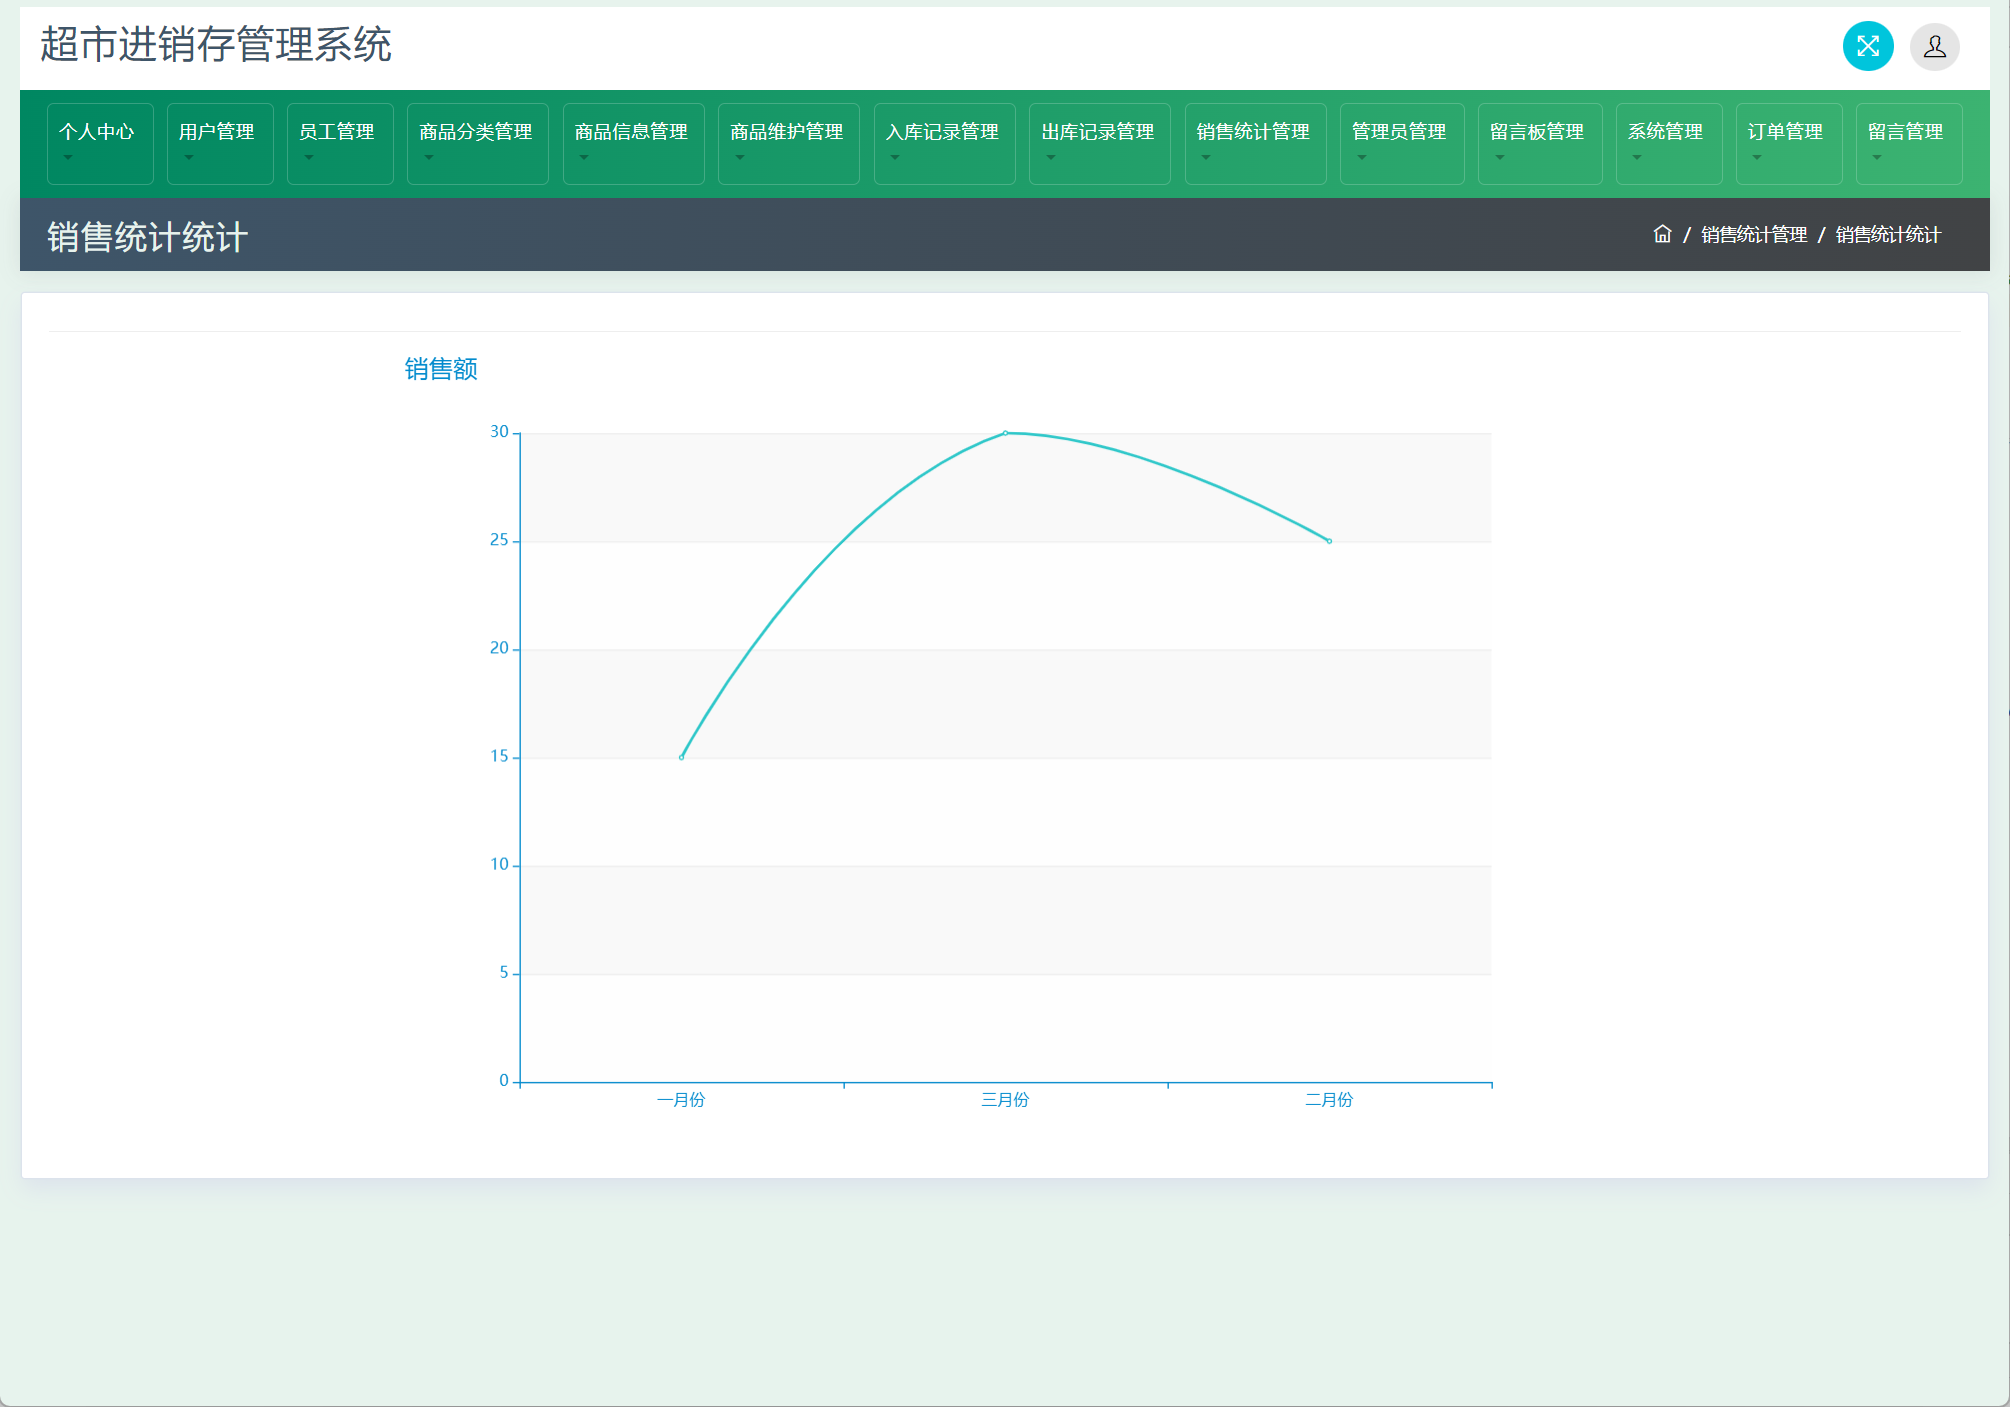 超市进销存管理系统
个人中心 用户管理 员工管理 商品分类管理 商品信息管理 商品维护管理 入库记录管理 出库记录管理 销售统计管理 管理员管理 留言板管理 系统管理 订单管理 留言管理
销售统计统计
/ 销售统计管理 / 销售统计统计
销售额
30
25
20
15
10
5
0
一月份 三月份 二月份